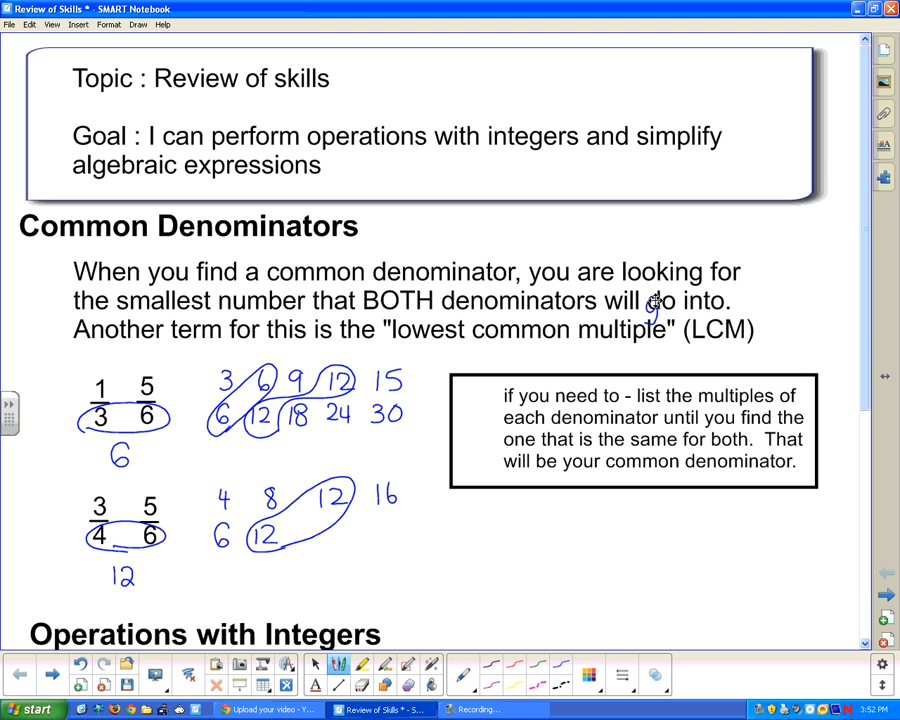 Review of Skills * - SMART Notebook
File Edit View Insert Format Draw Help
Topic : Review of skills
Goal : I can perform operations with integers and simplify
algebraic expressions
Common Denominators
When you find a common denominator, you are looking for
the smallest number that BOTH denominators will go into.
Another term for this is the "lowest common multiple" (LCM)
1 5
3 6
6
3 6 9 12 15
6 12 18 24 30
if you need to - list the multiples of
each denominator until you find the
one that is the same for both. That
will be your common denominator.
3 5
4 6
12
4 8 12 16
6 12
Operations with Integers
start
Upload your video - Y...
Review of Skills * - S...
Recording...
3:52 PM